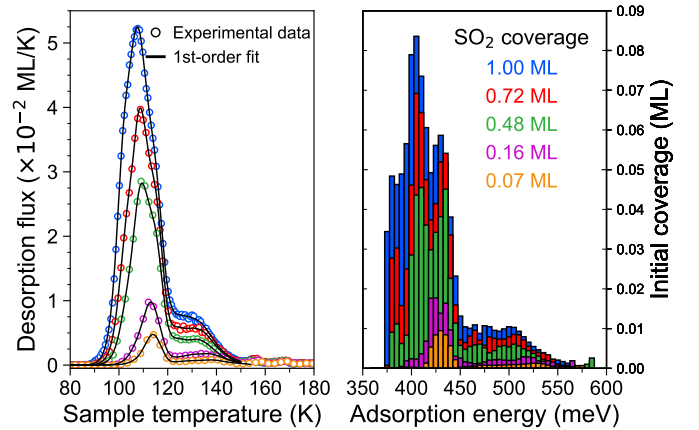 Desorption flux (×10⁻² ML/K)
5
4
3
2
1
0
Experimental data
1st-order fit
80 100 120 140 160 180
Sample temperature (K)
SO₂ coverage
1.00 ML
0.72 ML
0.48 ML
0.16 ML
0.07 ML
350 400 450 500 550 600
Adsorption energy (meV)
0.09
0.08
0.07
0.06
0.05
0.04
0.03
0.02
0.01
0.00
Initial coverage (ML)